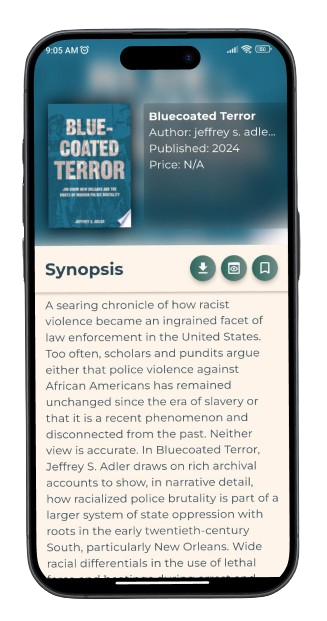 9:05 AM
BLUE-
COATED
TERROR
JIM CROW NEW ORLEANS AND THE
ROOTS OF MODERN POLICE BRUTALITY
JEFFREY S. ADLER
Bluecoated Terror
Author: jeffrey s. adle...
Published: 2024
Price: N/A
Synopsis
A searing chronicle of how racist
violence became an ingrained facet of
law enforcement in the United States.
Too often, scholars and pundits argue
either that police violence against
African Americans has remained
unchanged since the era of slavery or
that it is a recent phenomenon and
disconnected from the past. Neither
view is accurate. In Bluecoated Terror,
Jeffrey S. Adler draws on rich archival
accounts to show, in narrative detail,
how racialized police brutality is part of a
larger system of state oppression with
roots in the early twentieth-century
South, particularly New Orleans. Wide
racial differentials in the use of lethal